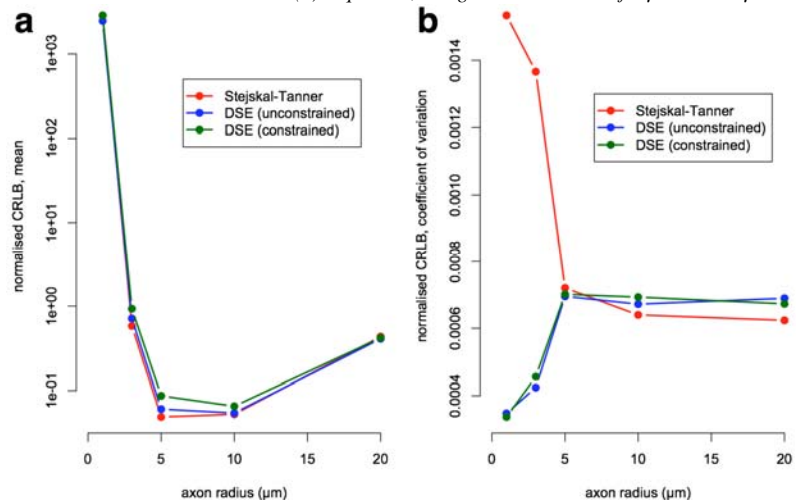 a
1e+03
1e+02
1e+01
1e+00
1e-01
normalised CRLB, mean
Stejskal-Tanner
DSE (unconstrained)
DSE (constrained)
0
5
10
15
20
axon radius (μm)
b
0.0014
0.0012
0.0010
0.0008
0.0006
0.0004
normalised CRLB, coefficient of variation
Stejskal-Tanner
DSE (unconstrained)
DSE (constrained)
0
5
10
15
20
axon radius (μm)